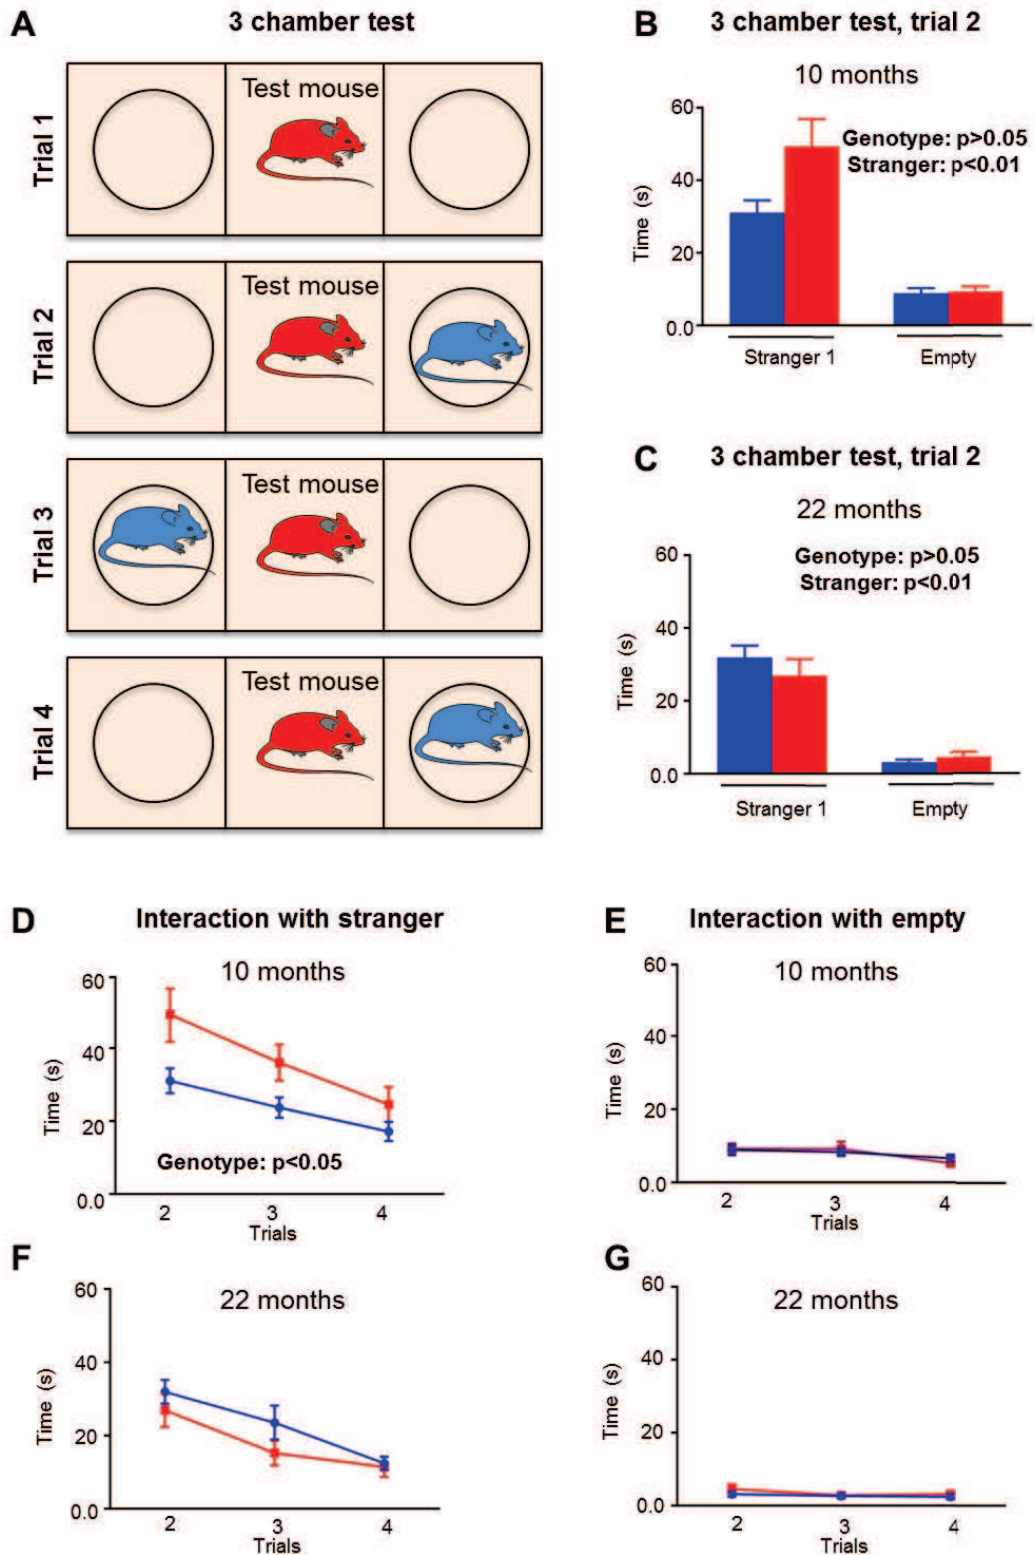 A
3 chamber test
Trial 1
Test mouse
Trial 2
Test mouse
Trial 3
Test mouse
Trial 4
Test mouse
B
3 chamber test, trial 2
10 months
Genotype: p>0.05
Stranger: p<0.01
Time (s)
60
40
20
0.0
Stranger 1
Empty
C
3 chamber test, trial 2
22 months
Genotype: p>0.05
Stranger: p<0.01
Time (s)
60
40
20
0.0
Stranger 1
Empty
D
Interaction with stranger
10 months
Time (s)
60
40
20
0.0
Genotype: p<0.05
2 3 4
Trials
E
Interaction with empty
10 months
Time (s)
60
40
20
0.0
2 3 4
Trials
F
22 months
Time (s)
60
40
20
0.0
2 3 4
Trials
G
22 months
Time (s)
60
40
20
0.0
2 3 4
Trials